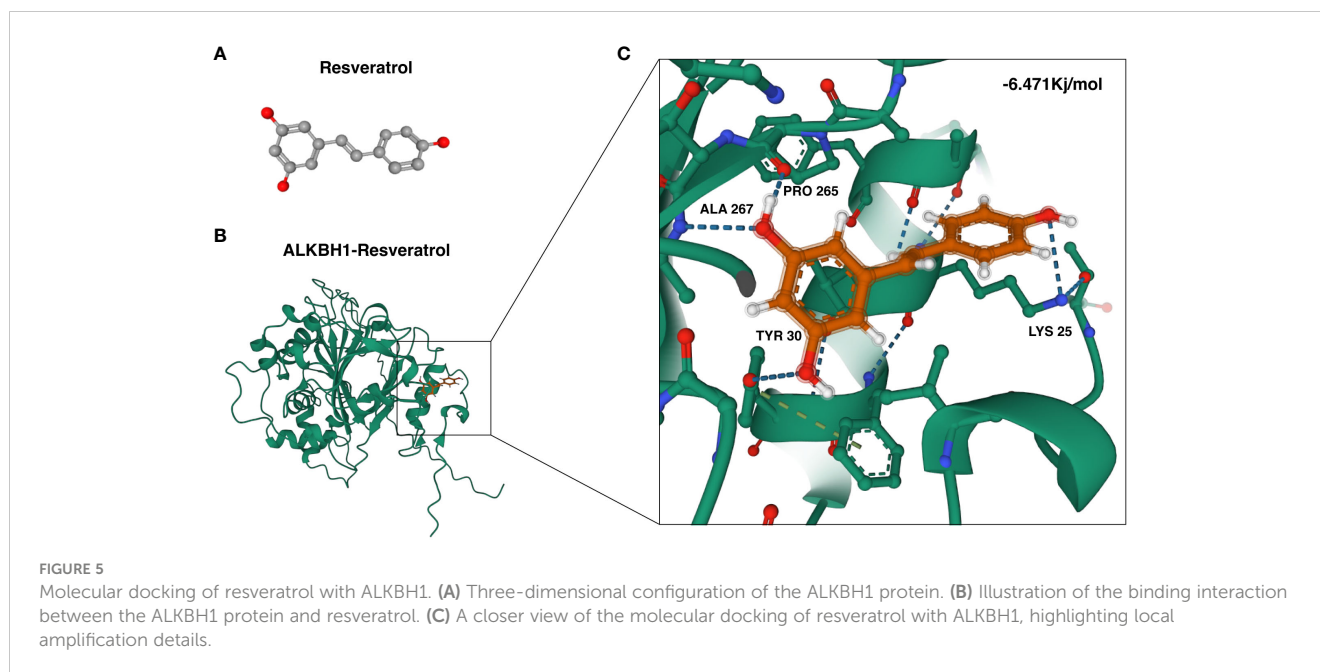 A
Resveratrol
B
ALKBH1-Resveratrol
C
-6.471Kj/mol
PRO 265
ALA 267
TYR 30
LYS 25
FIGURE 5
Molecular docking of resveratrol with ALKBH1. (A) Three-dimensional configuration of the ALKBH1 protein. (B) Illustration of the binding interaction
between the ALKBH1 protein and resveratrol. (C) A closer view of the molecular docking of resveratrol with ALKBH1, highlighting local
amplification details.